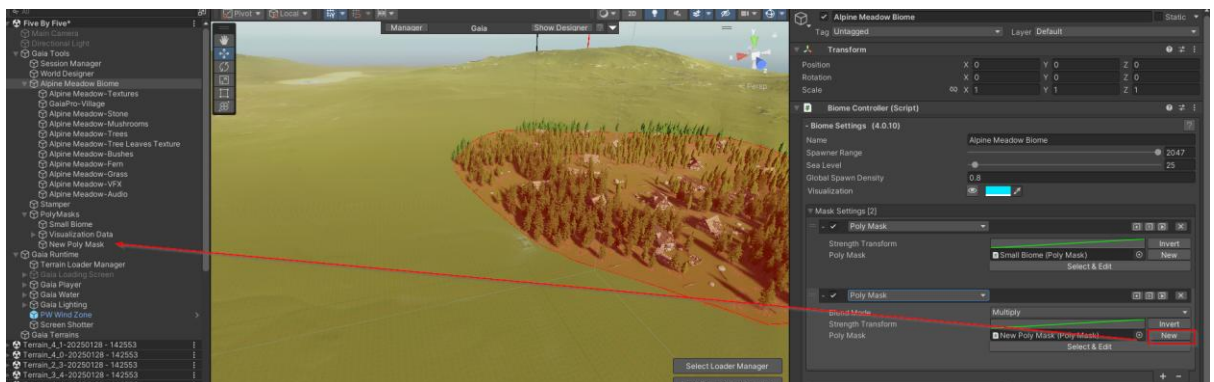 Five By Five*
Main Camera
Directional Light
Gaia Tools
Session Manager
World Designer
Alpine Meadow Biome
Alpine Meadow-Textures
GaiaPro-Village
Alpine Meadow-Stone
Alpine Meadow-Mushrooms
Alpine Meadow-Trees
Alpine Meadow-Tree Leaves Texture
Alpine Meadow-Bushes
Alpine Meadow-Fern
Alpine Meadow-Grass
Alpine Meadow-VFX
Alpine Meadow-Audio
Stamper
PolyMasks
Small Biome
Visualization Data
New Poly Mask
Gaia Runtime
Terrain Loader Manager
Gaia Loading Screen
Gaia Player
Gaia Water
Gaia Lighting
PW Wind Zone
Screen Shotter
Gaia Terrains
Terrain_4_1-20250128 - 142553
Terrain_4_0-20250128 - 142553
Terrain_2_3-20250128 - 142553
Terrain_3_4-20250128 - 142553
Pivot Local 2D
Manager Gaia Show Designer
Persp
Select Loader Manager
Alpine Meadow Biome Static
Tag Untagged Layer Default
Transform
Position X 0 Y 0 Z 0
Rotation X 0 Y 0 Z 0
Scale X 1 Y 1 Z 1
Biome Controller (Script)
- Biome Settings (4.0.10)
Name Alpine Meadow Biome
Spawner Range 2047
Sea Level 25
Global Spawn Density 0.8
Visualization
Mask Settings [2]
Poly Mask
Strength Transform Invert
Poly Mask Small Biome (Poly Mask) New
Select & Edit
Poly Mask
Blend Mode Multiply
Strength Transform Invert
Poly Mask New Poly Mask (Poly Mask) New
Select & Edit
+ -